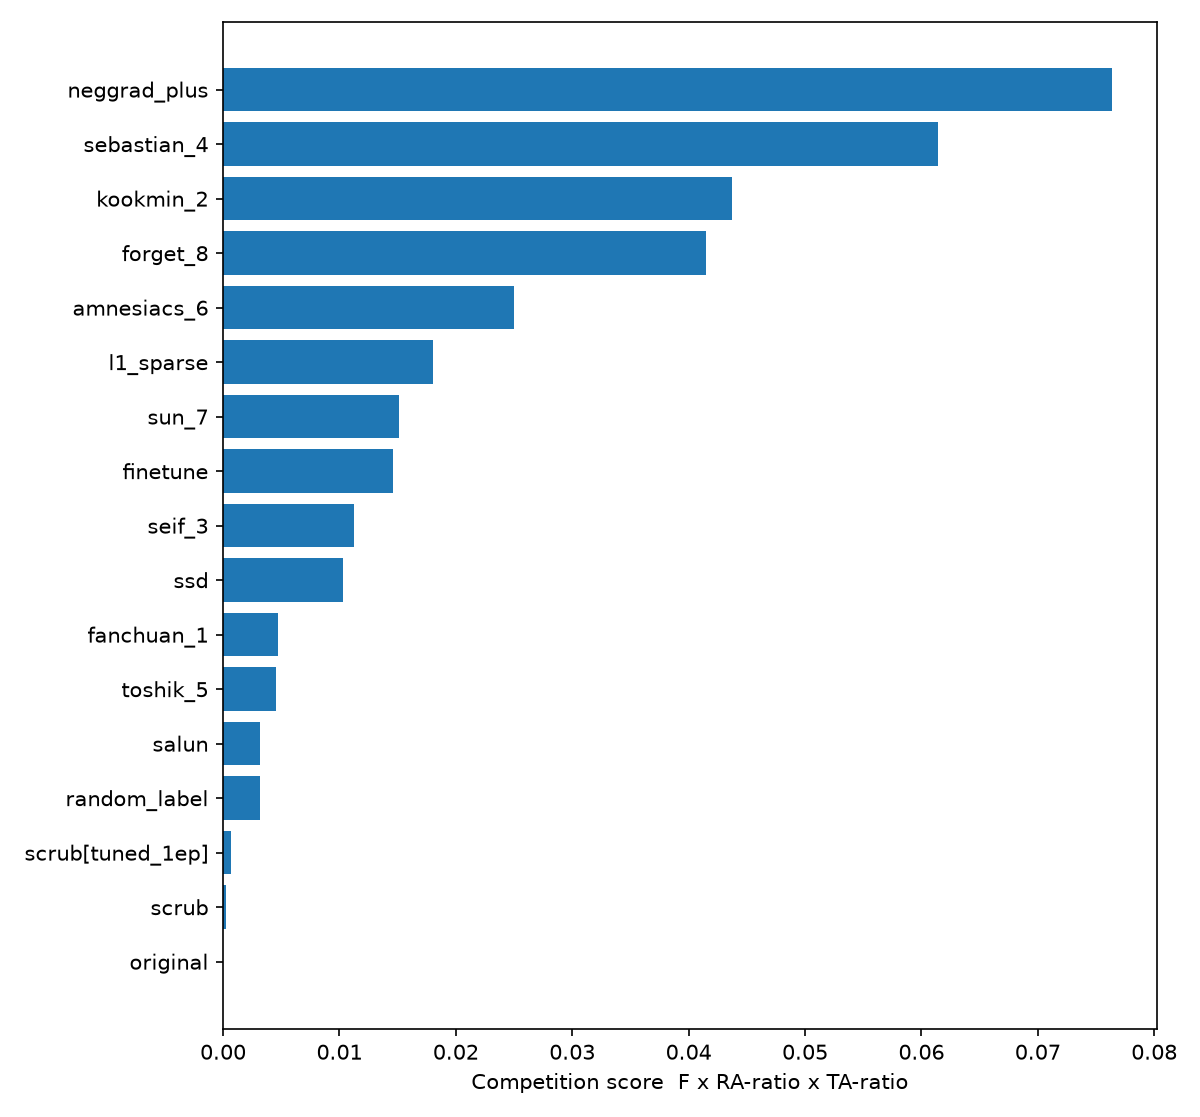 neggrad_plus
sebastian_4
kookmin_2
forget_8
amnesiacs_6
l1_sparse
sun_7
finetune
seif_3
ssd
fanchuan_1
toshik_5
salun
random_label
scrub[tuned_1ep]
scrub
original
0.00 0.01 0.02 0.03 0.04 0.05 0.06 0.07 0.08
Competition score  F x RA-ratio x TA-ratio